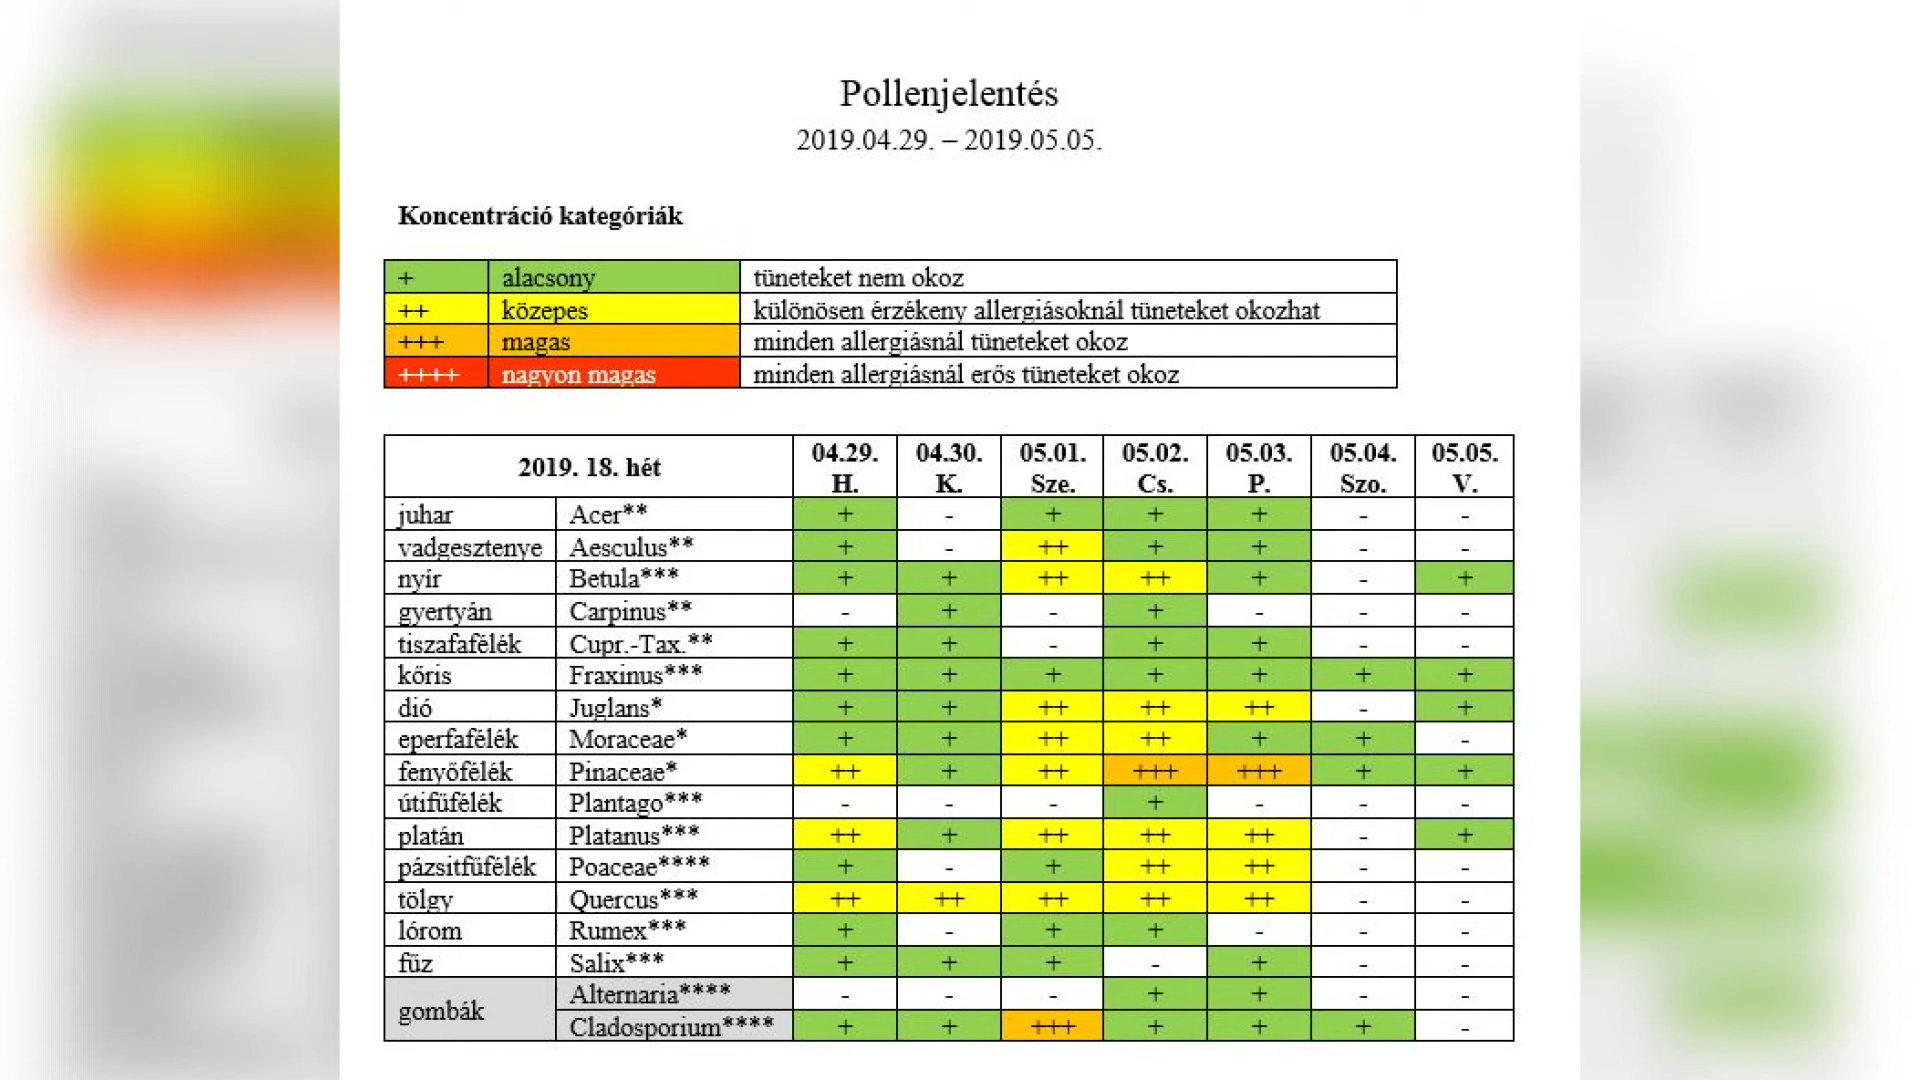 Pollenjelentés
2019.04.29. – 2019.05.05.
Koncentráció kategóriák
+ alacsony tüneteket nem okoz
++ közepes különösen érzékeny allergiásoknál tüneteket okozhat
+++ magas minden allergiásnál tüneteket okoz
++++ nagyon magas minden allergiásnál erős tüneteket okoz
2019. 18. hét 04.29. H. 04.30. K. 05.01. Sze. 05.02. Cs. 05.03. P. 05.04. Szo. 05.05. V.
juhar Acer** + - + + + - -
vadgesztenye Aesculus** + - ++ + + - -
nyír Betula*** + + ++ ++ + - +
gyertyán Carpinus** - + - + - - -
tiszafafélék Cupr.-Tax.** + + - + + - -
kőris Fraxinus*** + + + + + + +
dió Juglans* + + ++ ++ ++ - +
eperfafélék Moraceae* + + ++ ++ + + -
fenyőfélék Pinaceae* ++ + ++ +++ +++ + +
útifűfélék Plantago*** - - - + - - -
platán Platanus*** ++ + ++ ++ ++ - +
pázsitfűfélék Poaceae**** + - + ++ ++ - -
tölgy Quercus*** ++ ++ ++ ++ ++ - -
lórom Rumex*** + - + + - - -
fűz Salix*** + + + - + - -
gombák Alternaria**** - - - + + - -
Cladosporium**** + + +++ + + + -